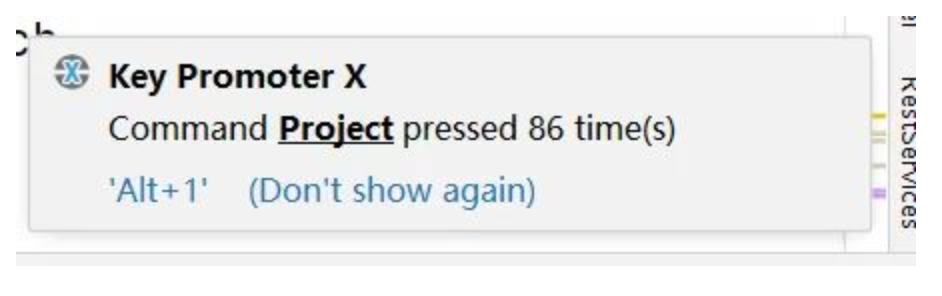 Key Promoter X
Command Project pressed 86 time(s)
'Alt+1' (Don't show again)
RestServices